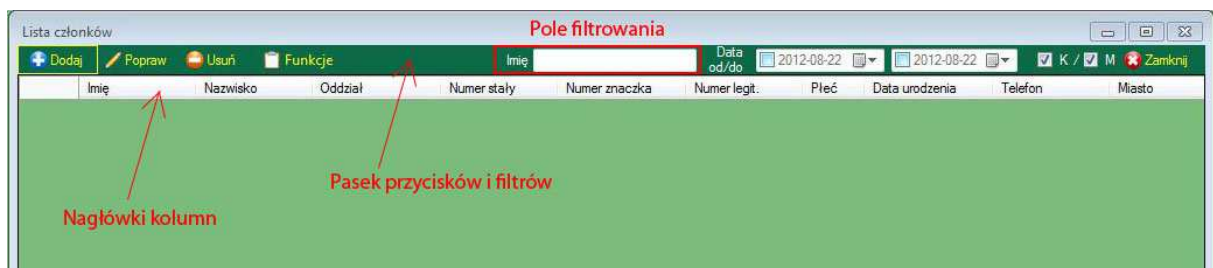 Lista członków
Pole filtrowania
Dodaj Popraw Usuń Funkcje Imię Data od/do 2012-08-22 2012-08-22 K / M Zamknij
Imię Nazwisko Oddział Numer stały Numer znaczka Numer legit. Płeć Data urodzenia Telefon Miasto
Pasek przycisków i filtrów
Nagłówki kolumn